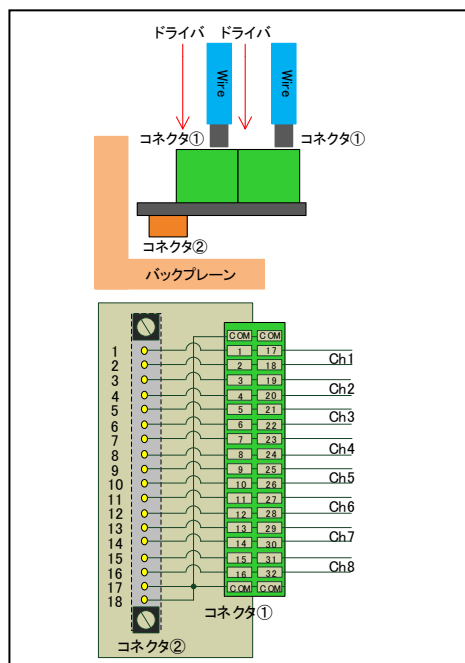 ドライバ ドライバ
Wire Wire
コネクタ① コネクタ①
コネクタ②
バックプレーン
COM COM
1 1 17 Ch1
2 2 18
3 3 19 Ch2
4 4 20
5 5 21 Ch3
6 6 22
7 7 23 Ch4
8 8 24
9 9 25 Ch5
10 10 26
11 11 27 Ch6
12 12 28
13 13 29 Ch7
14 14 30
15 15 31 Ch8
16 16 32
17 COM COM
18
コネクタ①
コネクタ②